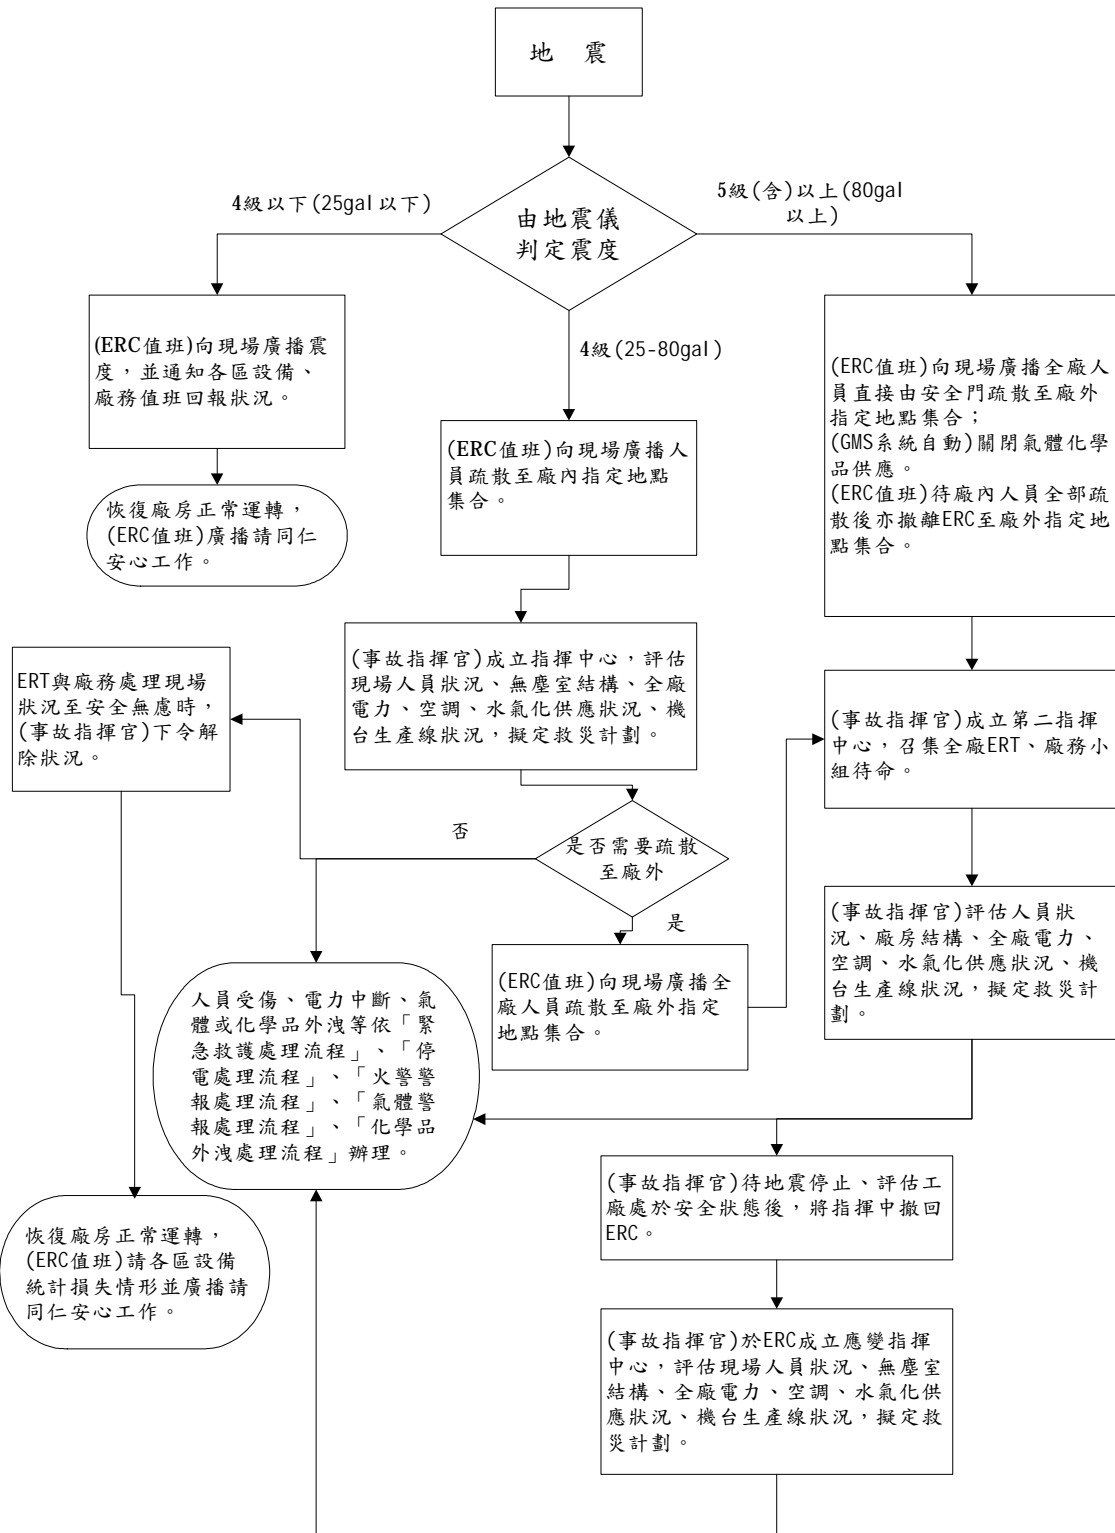 地 震
由地震儀
判定震度
4級以下(25gal以下)
5級(含)以上(80gal
以上)
4級(25-80gal)
(ERC值班)向現場廣播震
度，並通知各區設備、
廠務值班回報狀況。
恢復廠房正常運轉，
(ERC值班)廣播請同仁
安心工作。
(ERC值班)向現場廣播人
員疏散至廠內指定地點
集合。
(ERC值班)向現場廣播全廠人
員直接由安全門疏散至廠外
指定地點集合；
(GMS系統自動)關閉氣體化學
品供應。
(ERC值班)待廠內人員全部疏
散後亦撤離ERC至廠外指定地
點集合。
(事故指揮官)成立指揮中心，評估
現場人員狀況、無塵室結構、全廠
電力、空調、水氣化供應狀況、機
台生產線狀況，擬定救災計劃。
ERT與廠務處理現場
狀況至安全無慮時，
(事故指揮官)下令解
除狀況。
(事故指揮官)成立第二指揮
中心，召集全廠ERT、廠務小
組待命。
是否需要疏散
至廠外
否
是
(ERC值班)向現場廣播全
廠人員疏散至廠外指定
地點集合。
(事故指揮官)評估人員狀
況、廠房結構、全廠電力、
空調、水氣化供應狀況、機
台生產線狀況，擬定救災計
劃。
人員受傷、電力中斷、氣
體或化學品外洩等依「緊
急救護處理流程」、「停
電處理流程」、「火警警
報處理流程」、「氣體警
報處理流程」、「化學品
外洩處理流程」辦理。
(事故指揮官)待地震停止、評估工
廠處於安全狀態後，將指揮中撤回
ERC。
恢復廠房正常運轉，
(ERC值班)請各區設備
統計損失情形並廣播請
同仁安心工作。
(事故指揮官)於ERC成立應變指揮
中心，評估現場人員狀況、無塵室
結構、全廠電力、空調、水氣化供
應狀況、機台生產線狀況，擬定救
災計劃。